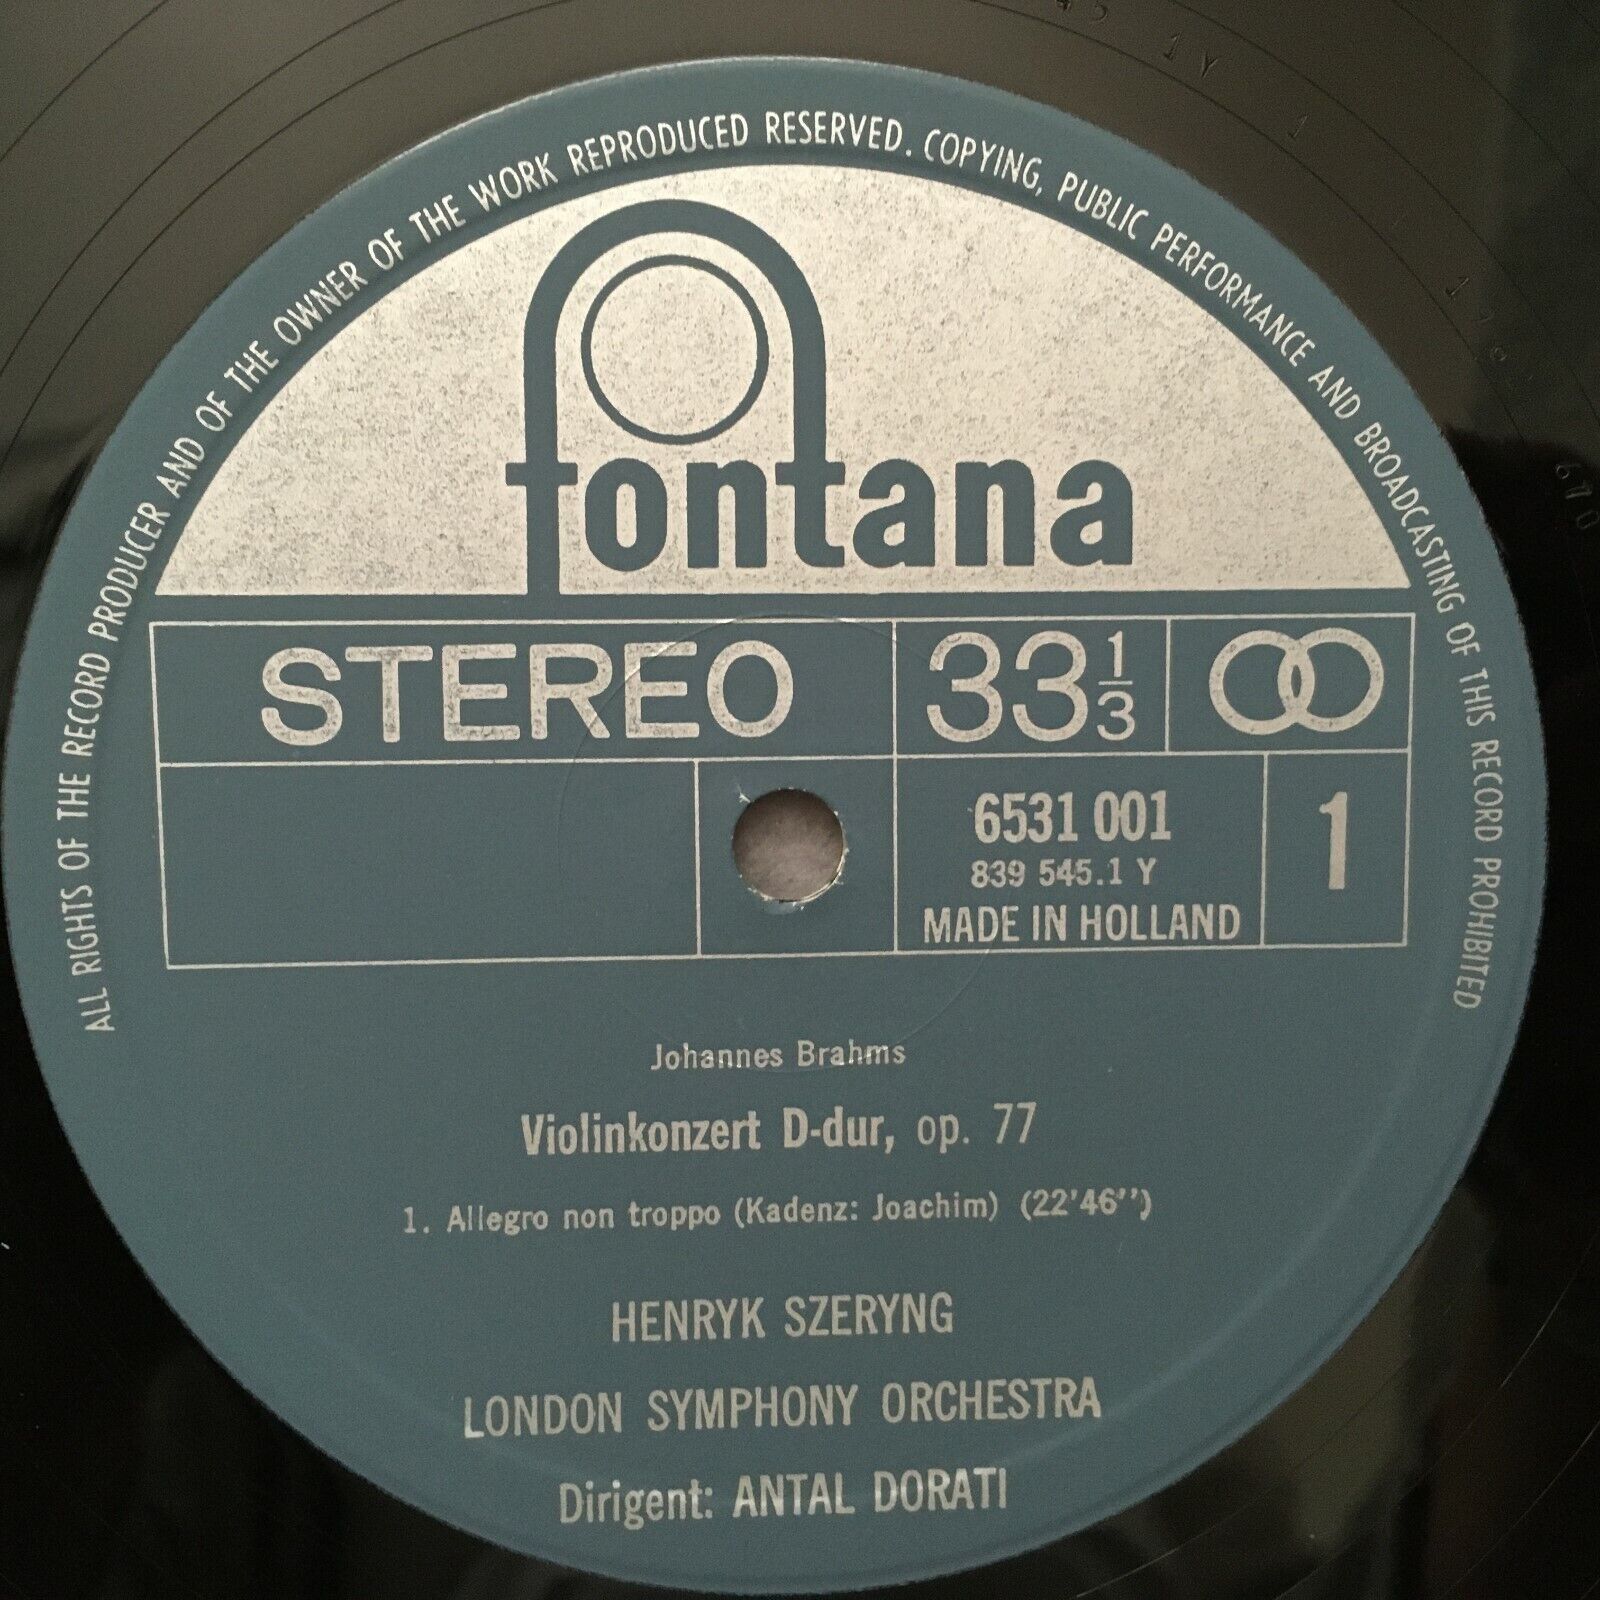 ALL RIGHTS OF THE RECORD PRODUCER AND OF THE OWNER OF THE WORK REPRODUCED RESERVED. COPYING, PUBLIC PERFORMANCE AND BROADCASTING OF THIS RECORD PROHIBITED
fontana
STEREO 33 1/3
6531 001 1
839 545.1 Y
MADE IN HOLLAND
Johannes Brahms
Violinkonzert D-dur, op. 77
1. Allegro non troppo (Kadenz: Joachim) (22'46'')
HENRYK SZERYNG
LONDON SYMPHONY ORCHESTRA
Dirigent: ANTAL DORATI
670